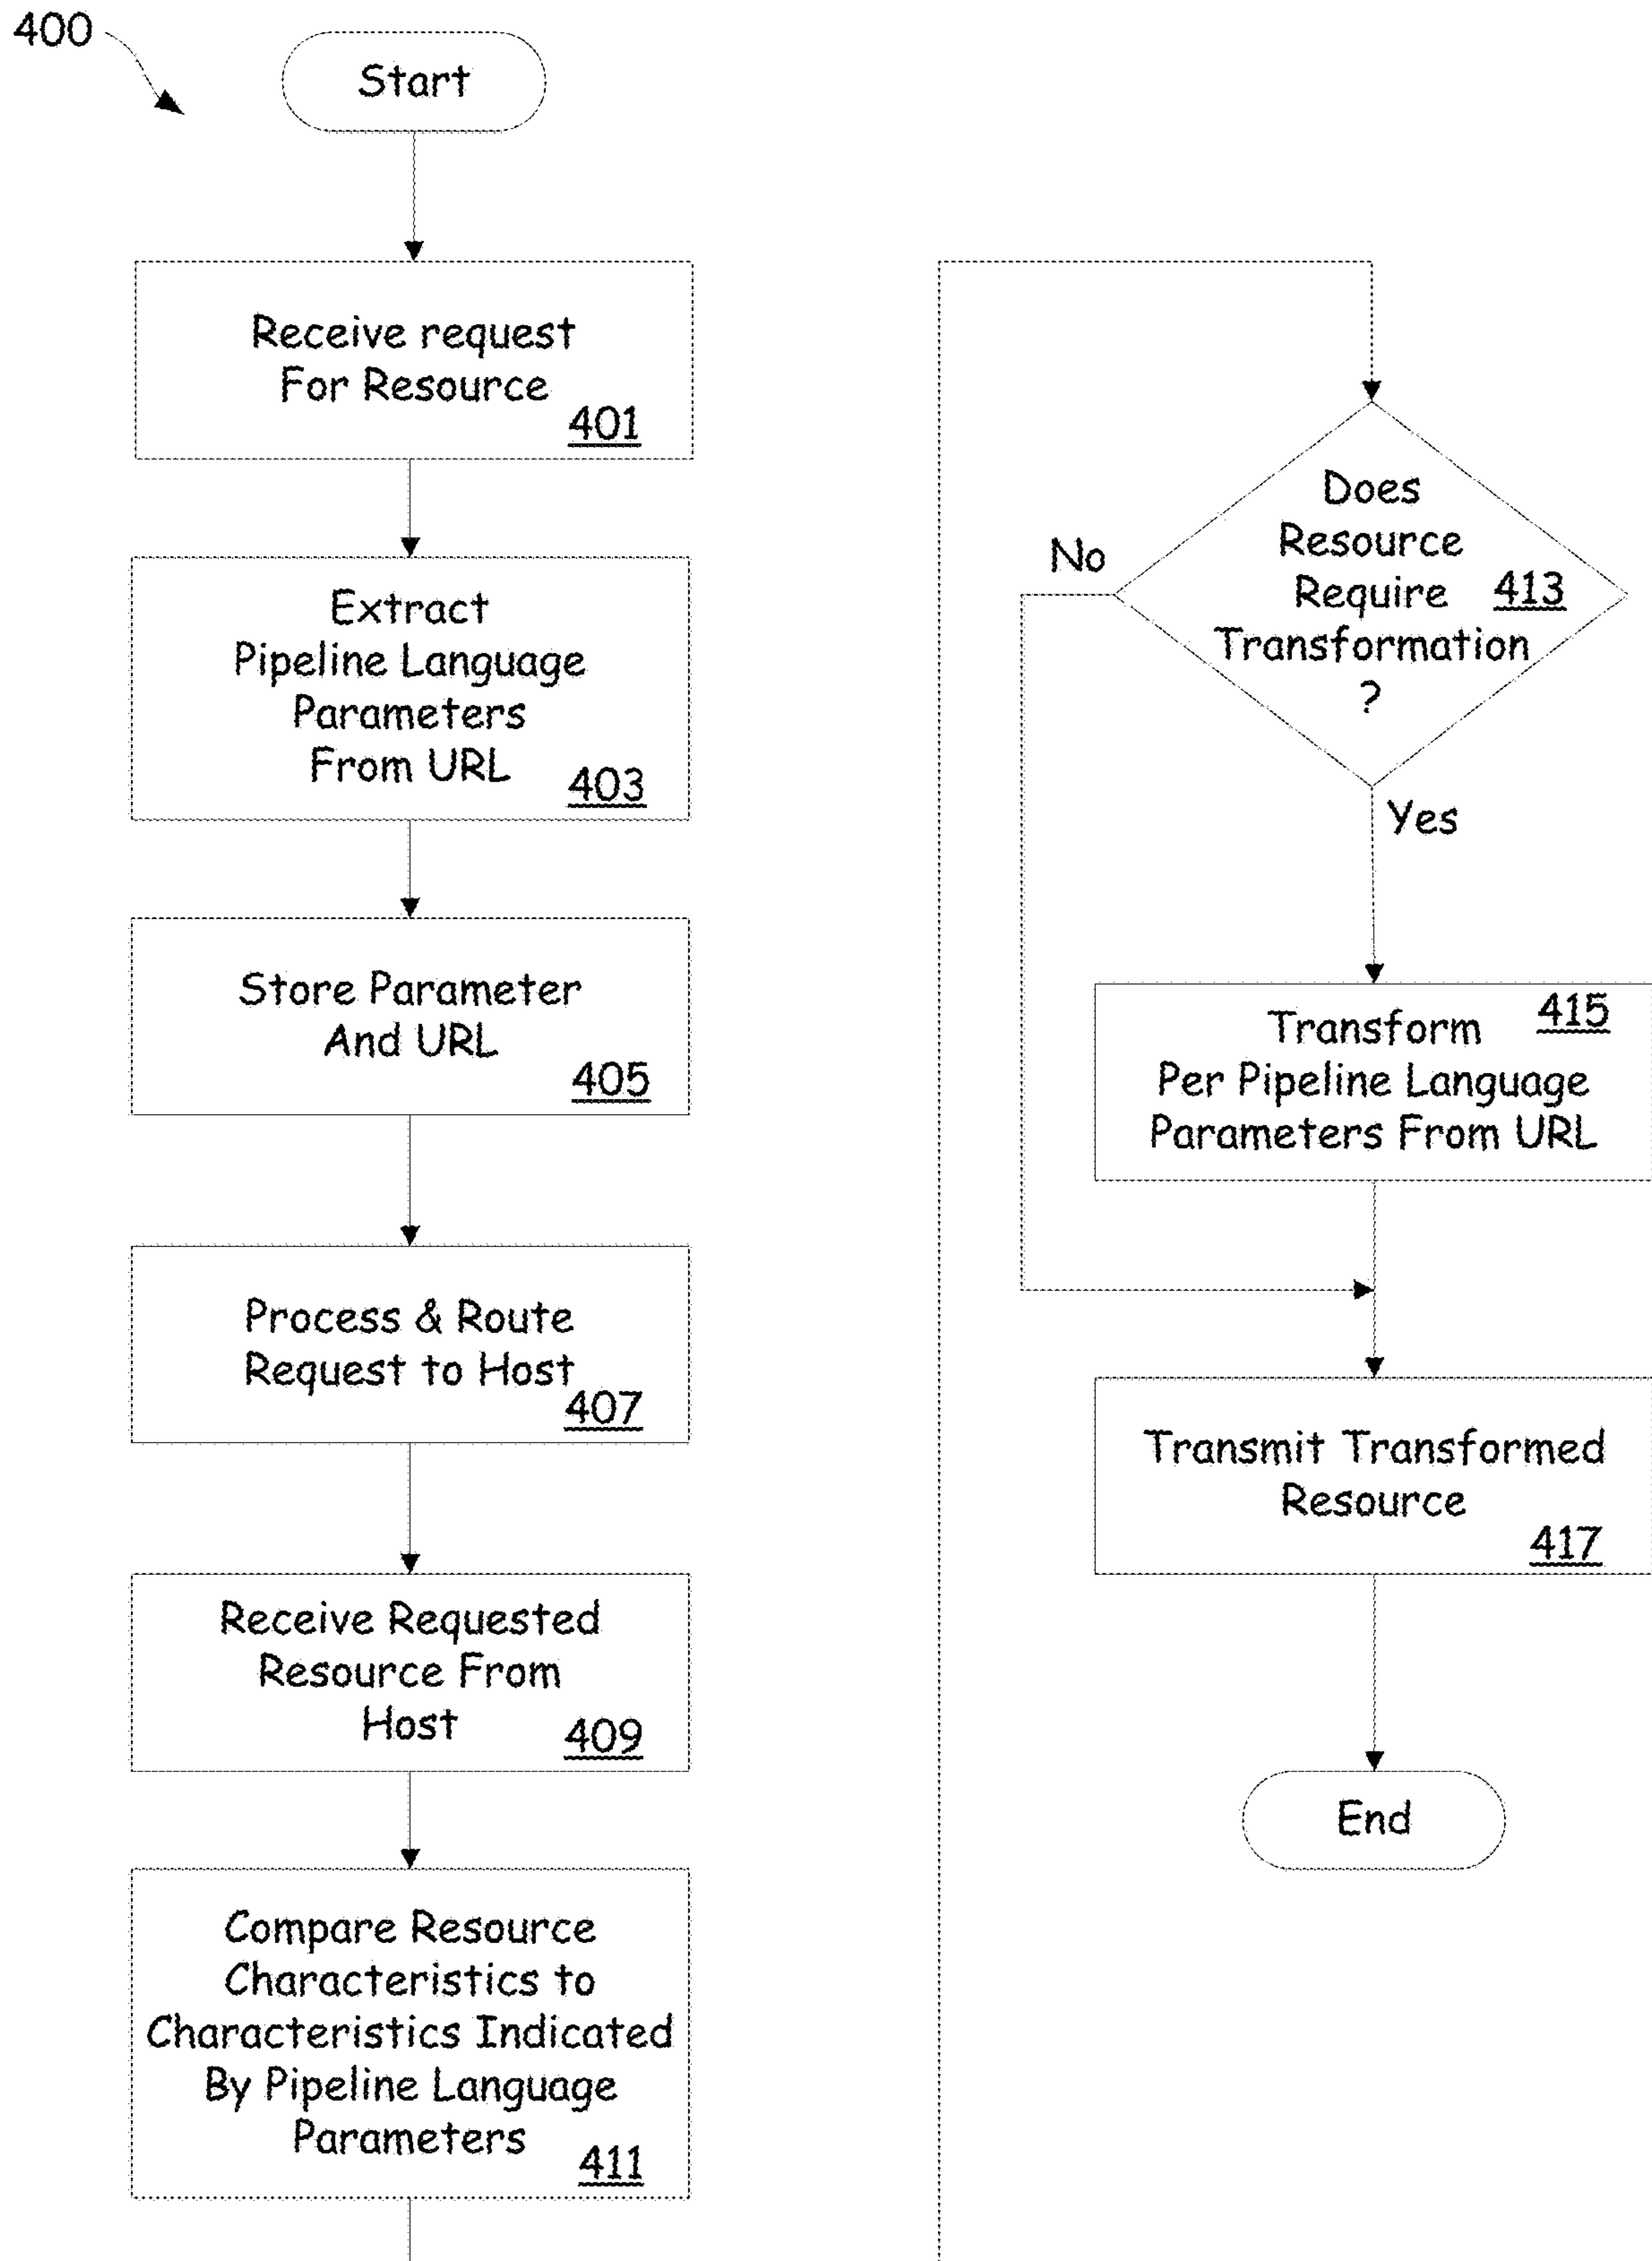 400
Start
Receive request
For Resource
401
Extract
Pipeline Language
Parameters
From URL
403
Store Parameter
And URL
405
Process & Route
Request to Host
407
Receive Requested
Resource From
Host
409
Compare Resource
Characteristics to
Characteristics Indicated
By Pipeline Language
Parameters
411
Does
Resource
Require
413
Transformation
?
No
Yes
415
Transform
Per Pipeline Language
Parameters From URL
Transmit Transformed
Resource
417
End